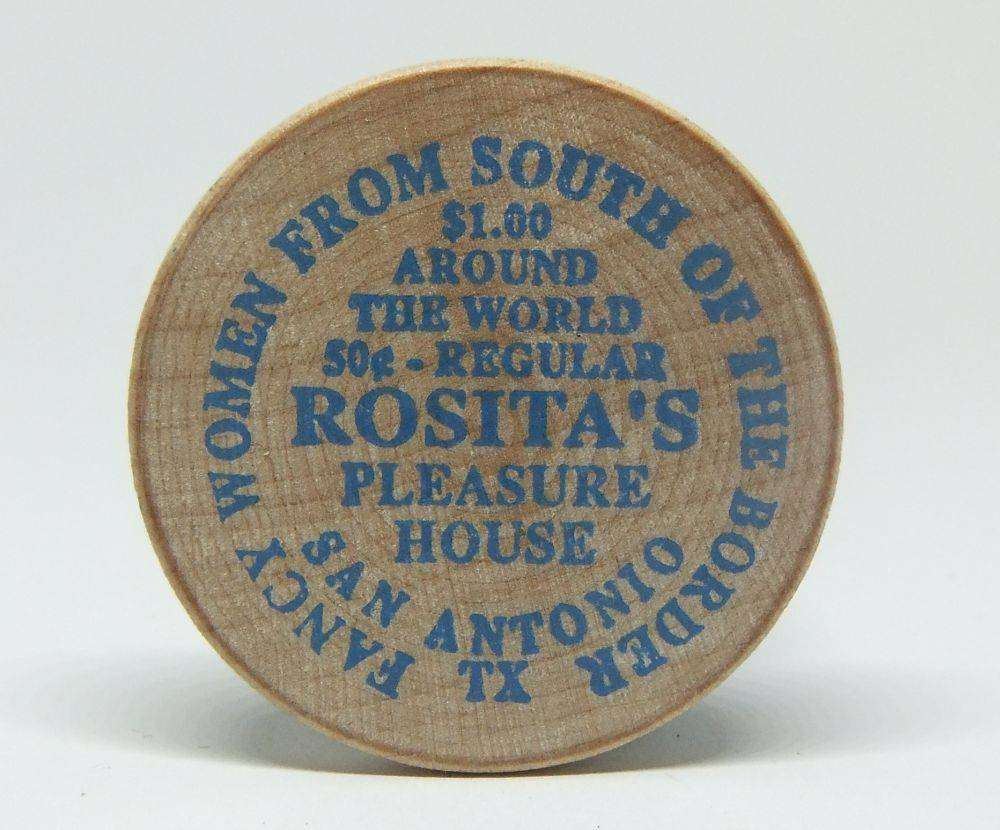 FANCY WOMEN FROM SOUTH OF THE BORDER
$1.00
AROUND
THE WORLD
50¢ - REGULAR
ROSITA'S
PLEASURE
HOUSE
SAN ANTONIO
TX